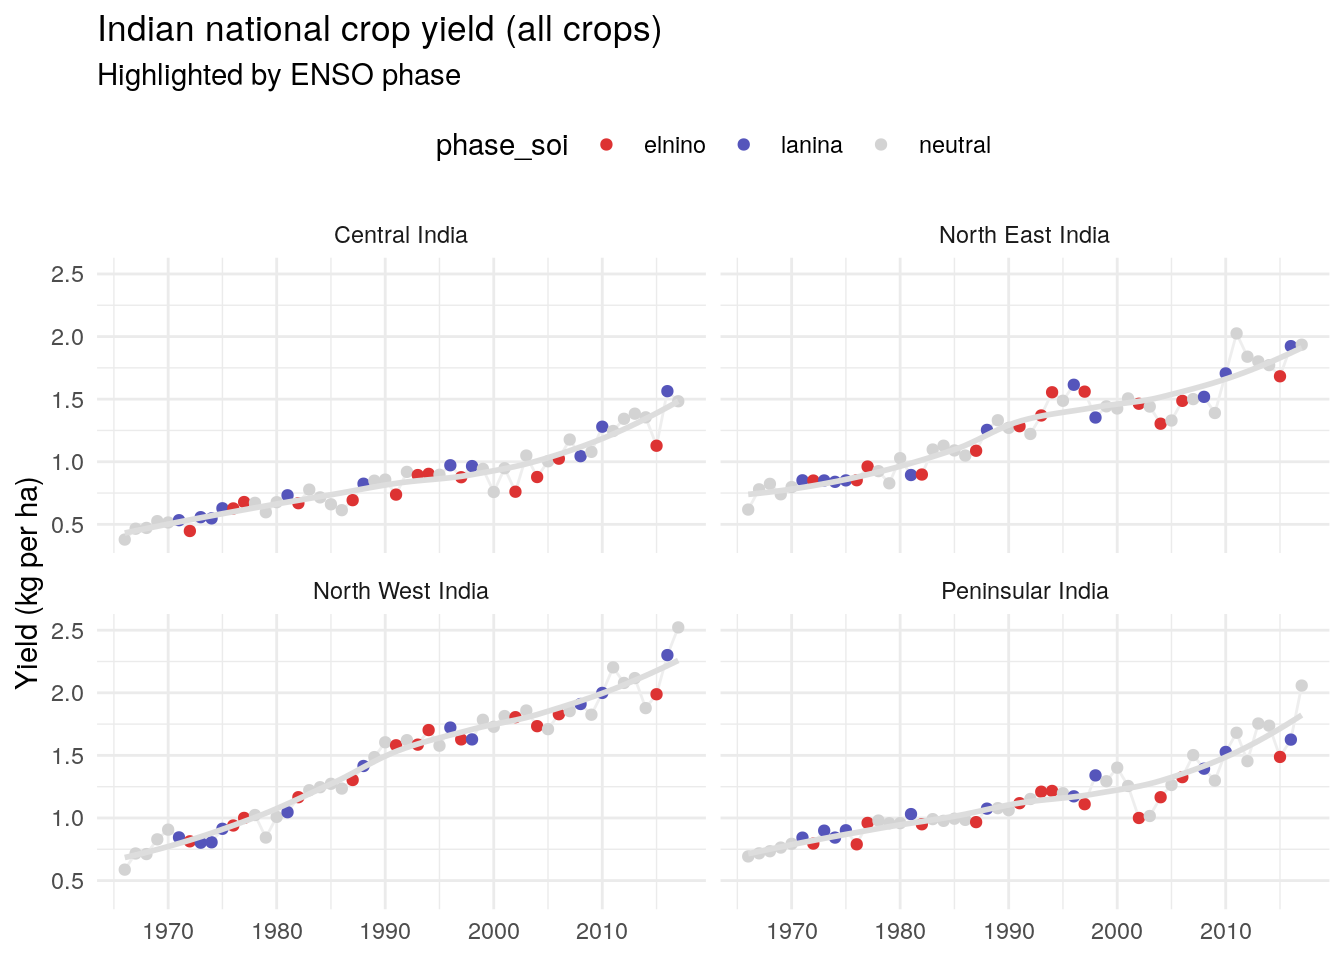 Indian national crop yield (all crops)
Highlighted by ENSO phase
phase_soi elnino lanina neutral
Central India North East India
2.5
2.0
1.5
1.0
0.5
North West India Peninsular India
Yield (kg per ha)
2.5
2.0
1.5
1.0
0.5
1970 1980 1990 2000 2010 1970 1980 1990 2000 2010